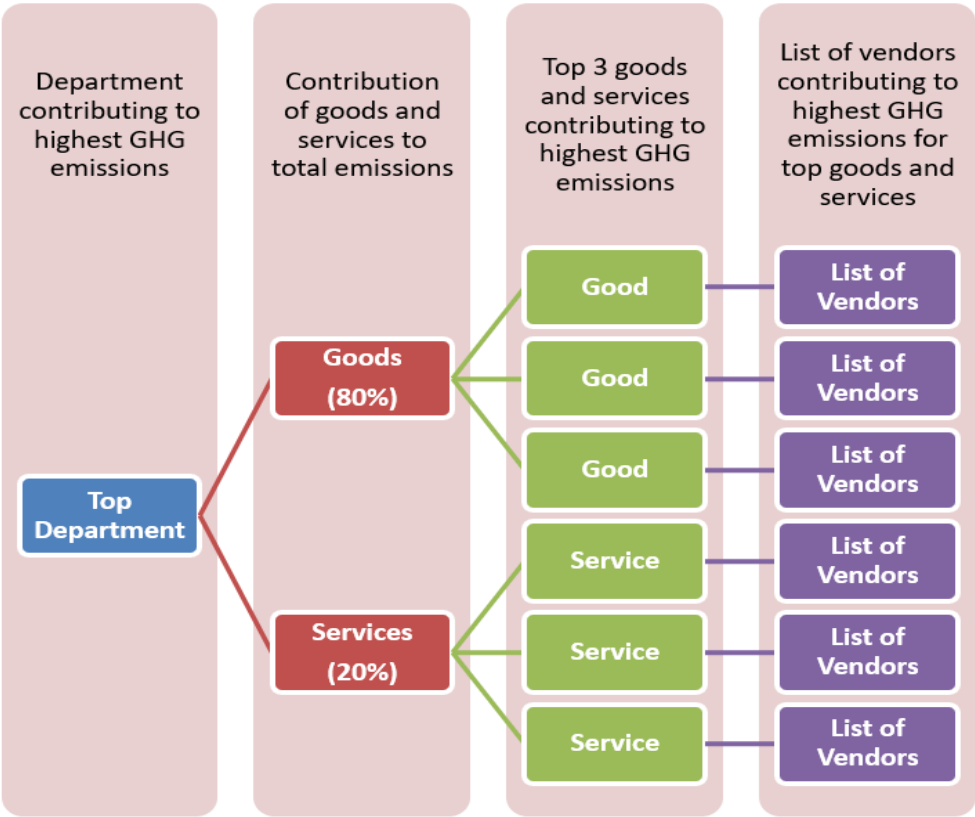 Department
contributing to
highest GHG
emissions
Contribution
of goods and
services to
total emissions
Top 3 goods
and services
contributing to
highest GHG
emissions
List of vendors
contributing to
highest GHG
emissions for
top goods and
services
Top
Department
Goods
(80%)
Services
(20%)
Good
Good
Good
Service
Service
Service
List of
Vendors
List of
Vendors
List of
Vendors
List of
Vendors
List of
Vendors
List of
Vendors